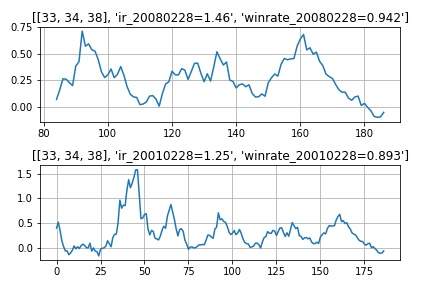 [[33, 34, 38], 'ir_20080228=1.46', 'winrate_20080228=0.942']
0.75
0.50
0.25
0.00
80 100 120 140 160 180
[[33, 34, 38], 'ir_20010228=1.25', 'winrate_20010228=0.893']
1.5
1.0
0.5
0.0
0 25 50 75 100 125 150 175